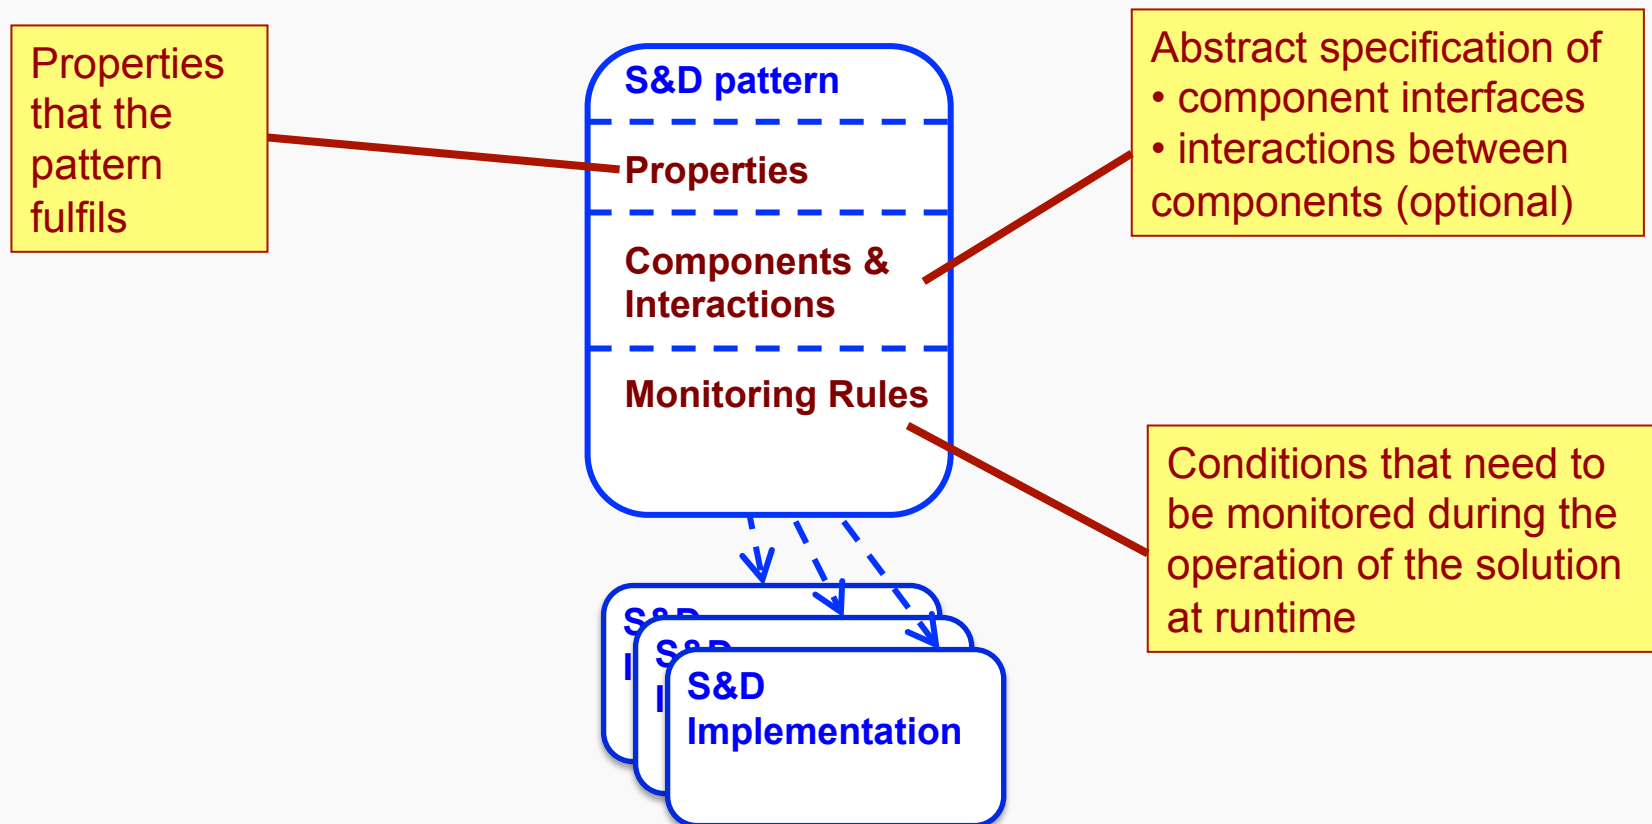 Properties
that the
pattern
fulfils
S&D pattern
Properties
Components &
Interactions
Monitoring Rules
Abstract specification of
• component interfaces
• interactions between
components (optional)
Conditions that need to
be monitored during the
operation of the solution
at runtime
S&D
I
S&D
I
S&D
Implementation